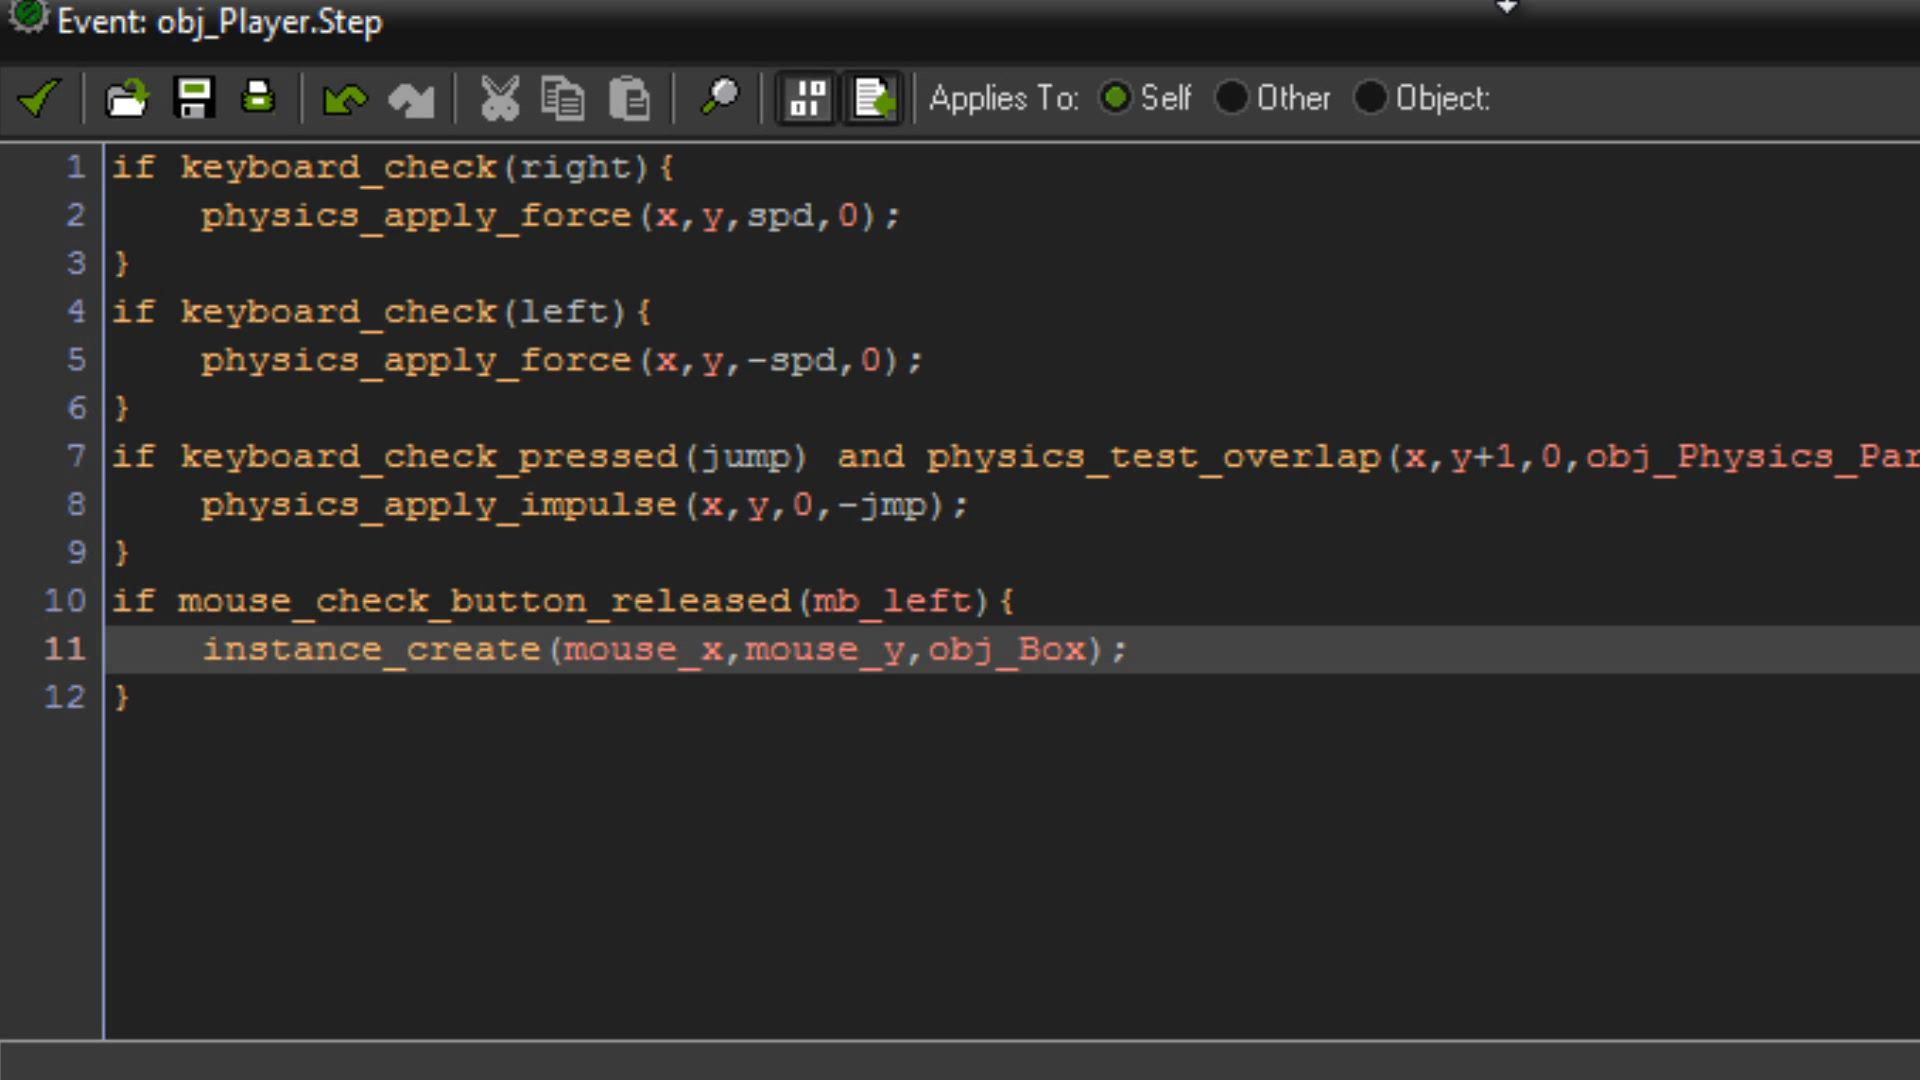 Event: obj_Player.Step
Applies To: Self Other Object:
1 if keyboard_check(right){
2 physics_apply_force(x,y,spd,0);
3 }
4 if keyboard_check(left){
5 physics_apply_force(x,y,-spd,0);
6 }
7 if keyboard_check_pressed(jump) and physics_test_overlap(x,y+1,0,obj_Physics_Par
8 physics_apply_impulse(x,y,0,-jmp);
9 }
10 if mouse_check_button_released(mb_left){
11 instance_create(mouse_x,mouse_y,obj_Box);
12 }